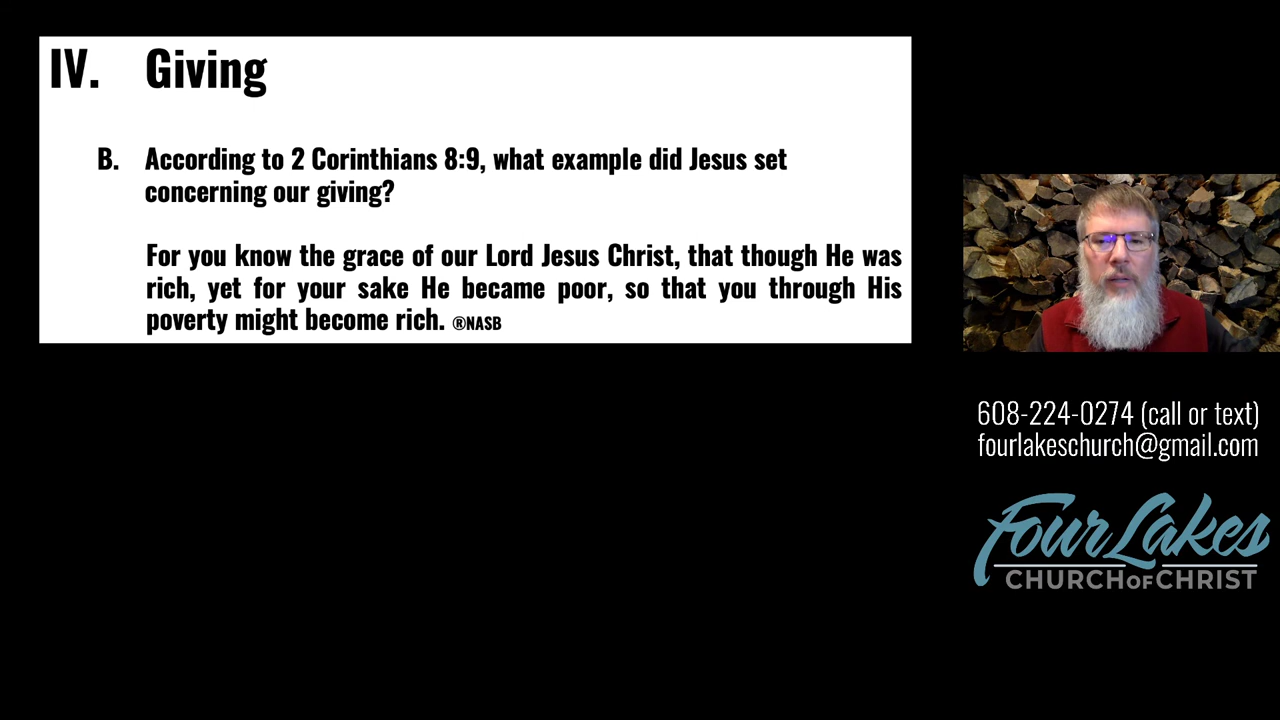 IV. Giving
B. According to 2 Corinthians 8:9, what example did Jesus set
concerning our giving?
For you know the grace of our Lord Jesus Christ, that though He was
rich, yet for your sake He became poor, so that you through His
poverty might become rich. ®NASB
608-224-0274 (call or text)
fourlakeschurch@gmail.com
Four Lakes
CHURCH OF CHRIST